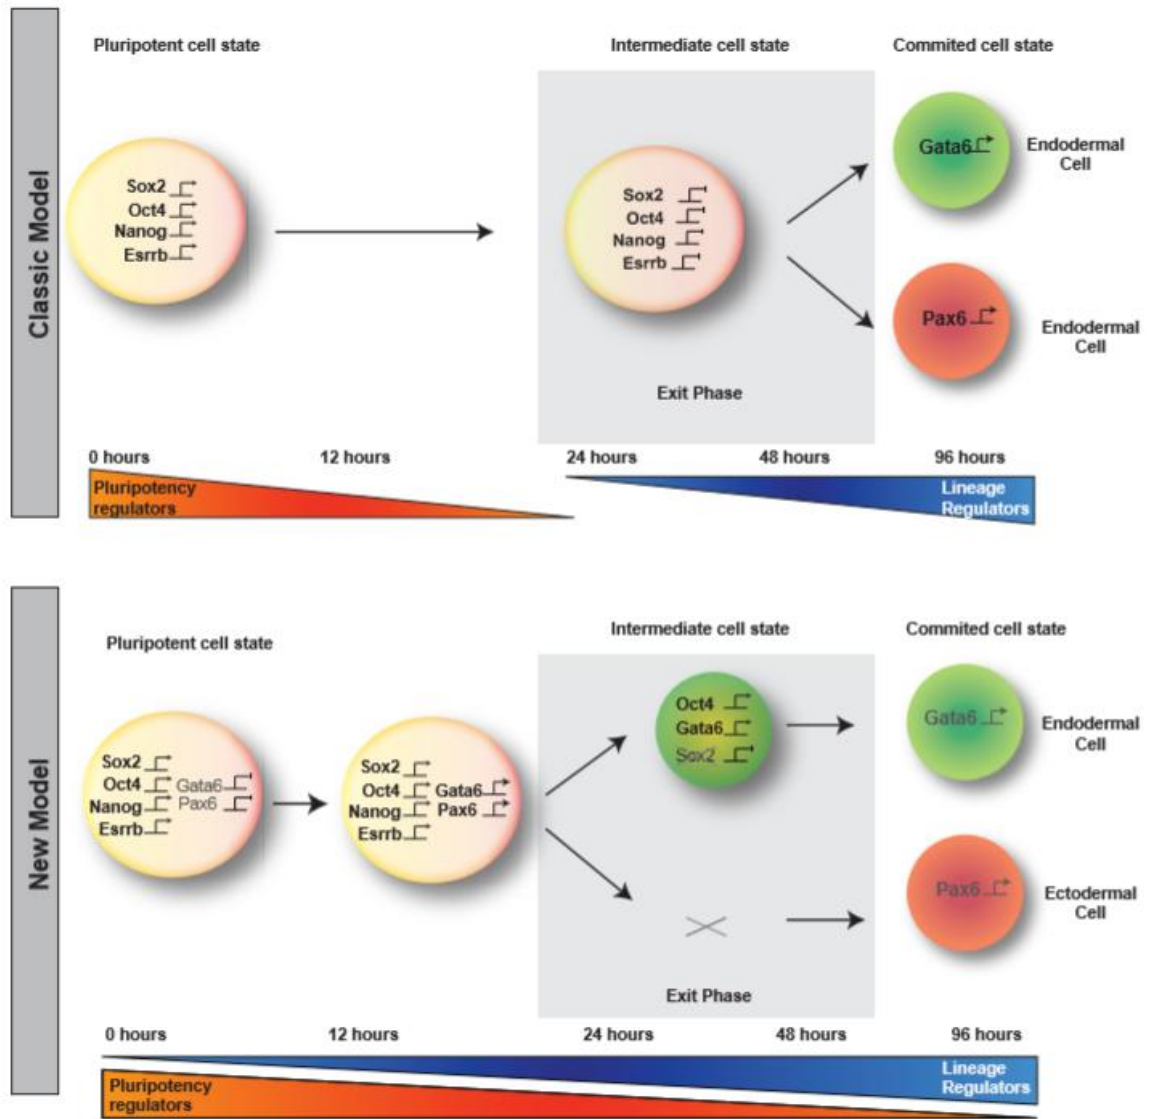 Classic Model
Pluripotent cell state
Intermediate cell state
Commited cell state
Sox2
Oct4
Nanog
Esrrb
Sox2
Oct4
Nanog
Esrrb
Gata6
Endodermal
Cell
Pax6
Endodermal
Cell
Exit Phase
0 hours
12 hours
24 hours
48 hours
96 hours
Pluripotency
regulators
Lineage
Regulators
New Model
Pluripotent cell state
Intermediate cell state
Commited cell state
Sox2
Oct4
Nanog
Esrrb
Gata6
Pax6
Sox2
Oct4
Nanog
Esrrb
Gata6
Pax6
Oct4
Gata6
Sox2
Gata6
Endodermal
Cell
Pax6
Ectodermal
Cell
Exit Phase
0 hours
12 hours
24 hours
48 hours
96 hours
Lineage
Regulators
Pluripotency
regulators